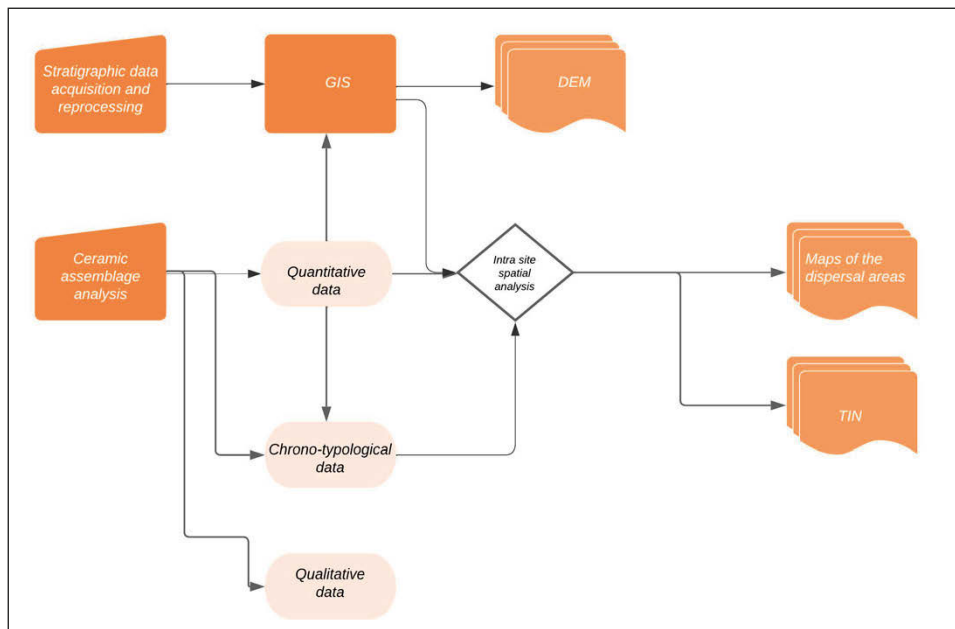 Stratigraphic data
acquisition and
reprocessing
GIS
DEM
Ceramic
assemblage
analysis
Quantitative
data
Intra site
spatial
analysis
Maps of the
dispersal areas
TIN
Chrono-typological
data
Qualitative
data